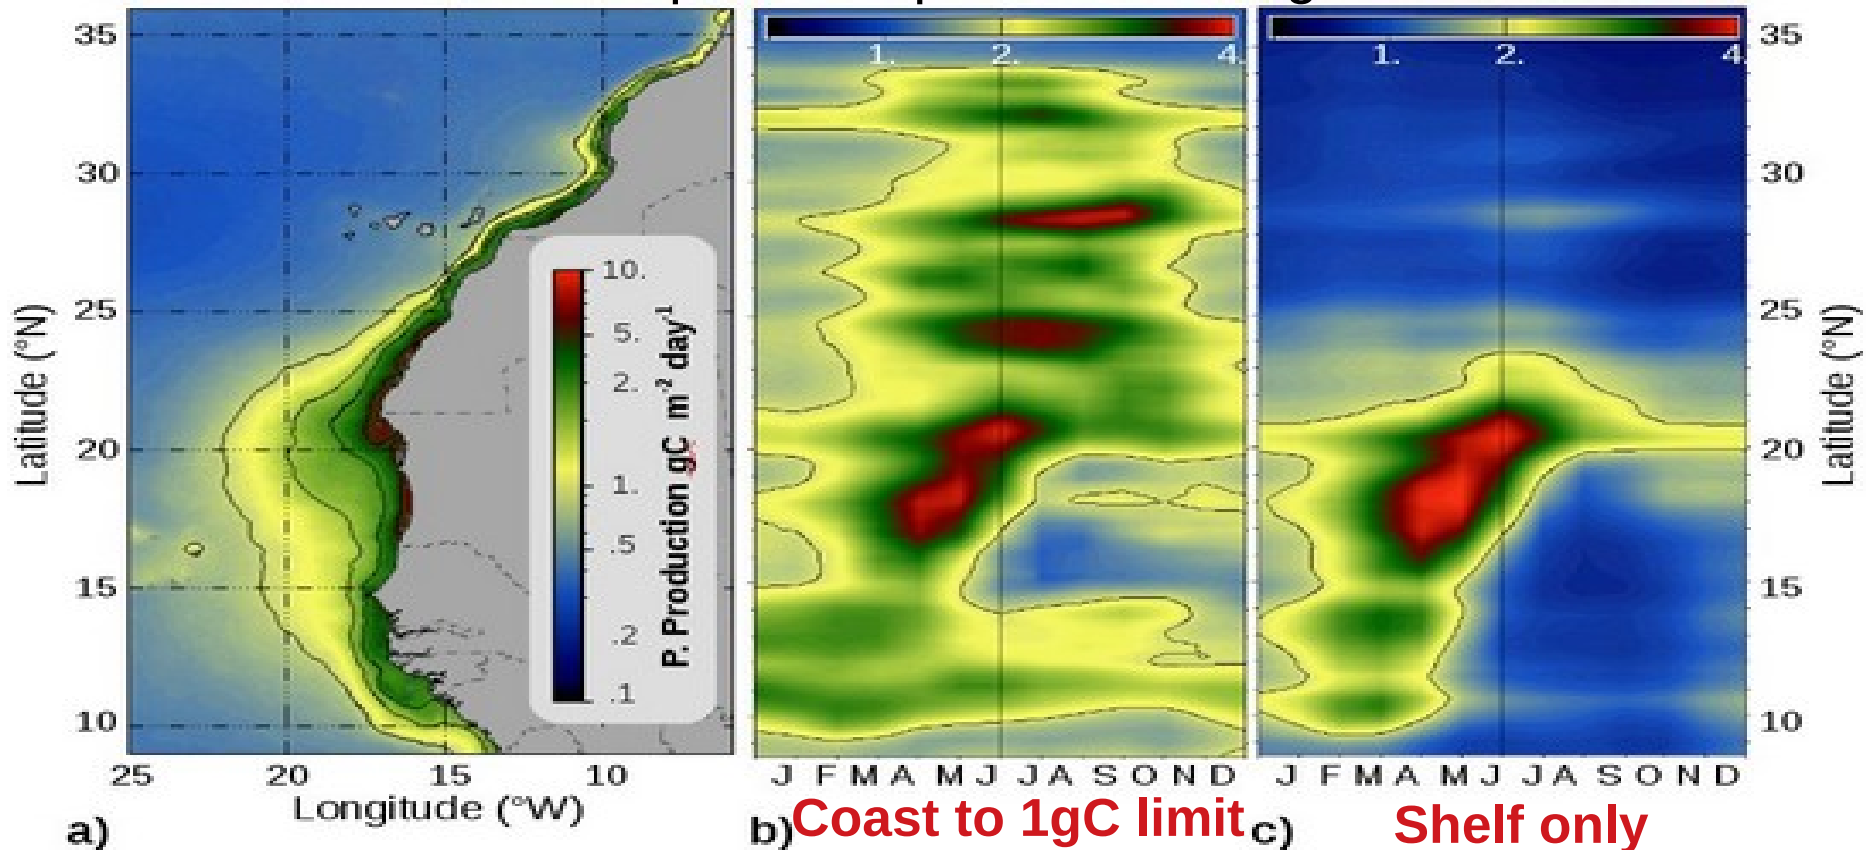 35
30
25
20
15
10
Latitude (°N)
25 20 15 10
Longitude (°W)
a)
10.
5.
2.
1.
.5
.2
.1
P. Production gC m-2 day-1
1. 2. 4.
J F M A M J J A S O N D
b) Coast to 1gC limit
1. 2. 4.
J F M A M J J A S O N D
c) Shelf only
35
30
25
20
15
10
Latitude (°N)